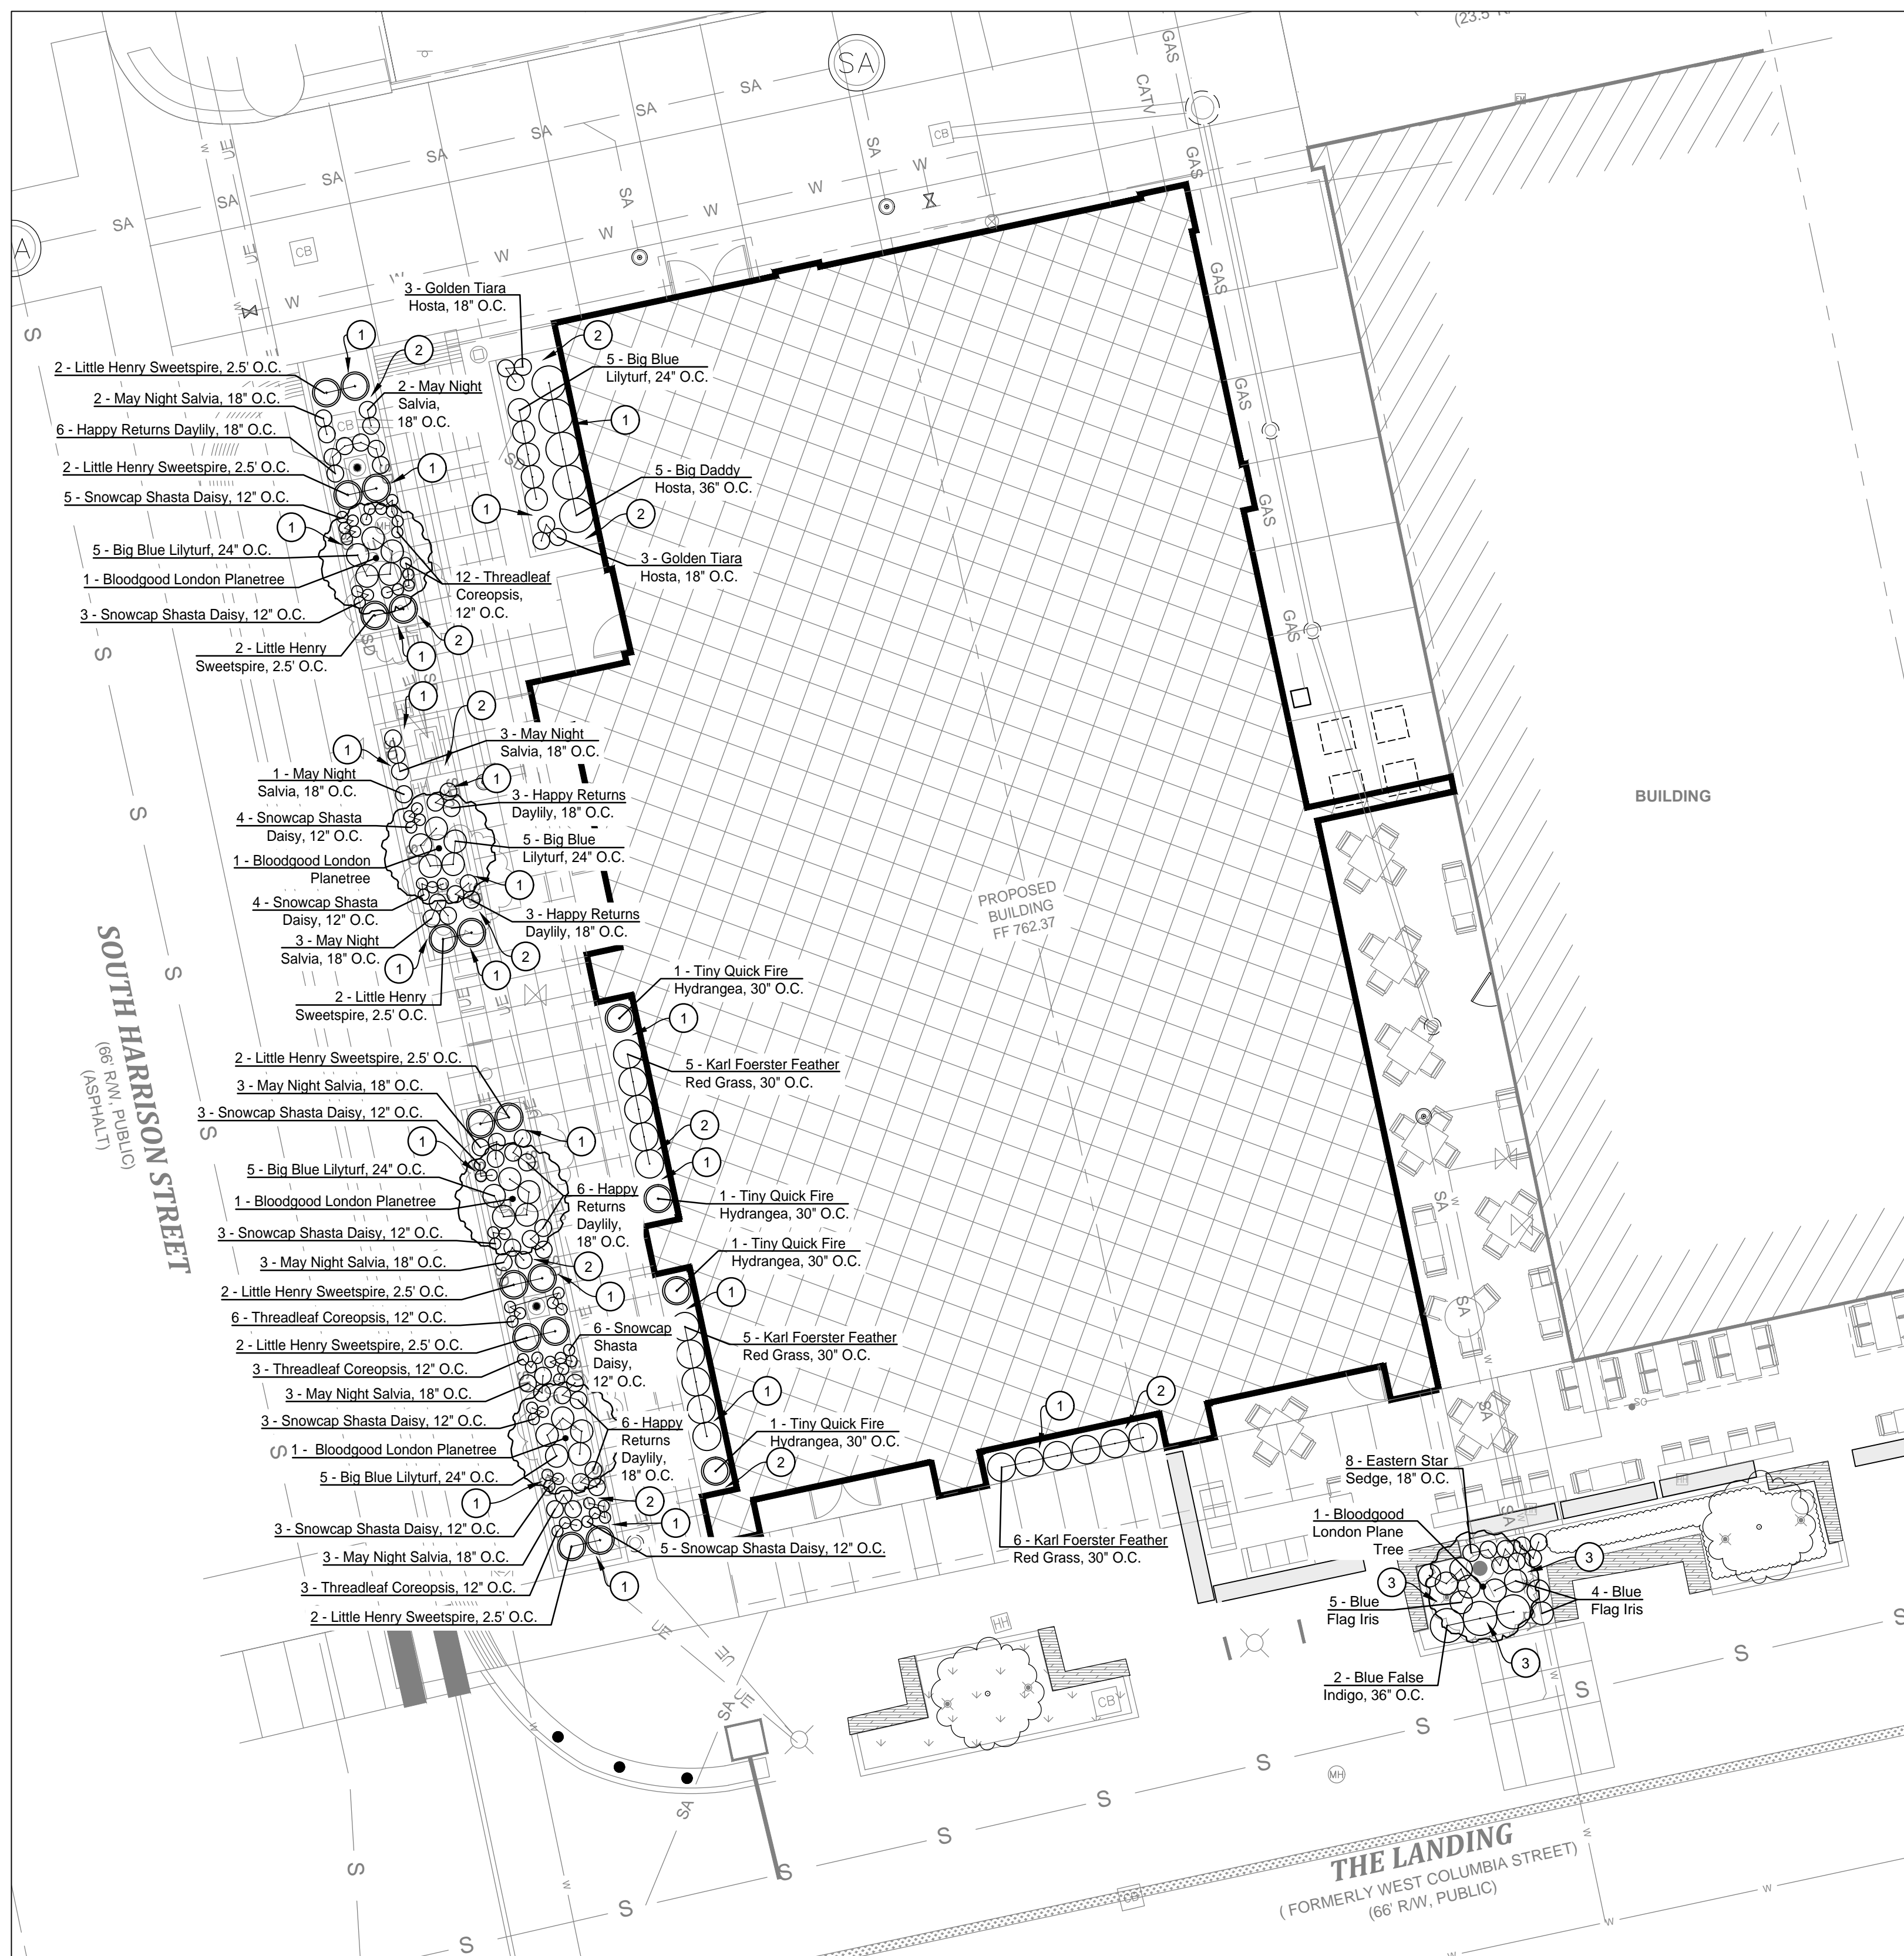 SA
(23.5'
GAS
CATV
CB
3 - Golden Tiara
Hosta, 18" O.C.
1
2
2 - Little Henry Sweetspire, 2.5' O.C.
2 - May Night
Salvia,
18" O.C.
5 - Big Blue
Lilyturf, 24" O.C.
2 - May Night Salvia, 18" O.C.
6 - Happy Returns Daylily, 18" O.C.
2 - Little Henry Sweetspire, 2.5' O.C.
5 - Big Daddy
Hosta, 36" O.C.
5 - Snowcap Shasta Daisy, 12" O.C.
5 - Big Blue Lilyturf, 24" O.C.
3 - Golden Tiara
Hosta, 18" O.C.
1 - Bloodgood London Planetree
12 - Threadleaf
Coreopsis,
12" O.C.
3 - Snowcap Shasta Daisy, 12" O.C.
2 - Little Henry
Sweetspire, 2.5' O.C.
3 - May Night
Salvia, 18" O.C.
1 - May Night
Salvia, 18" O.C.
3 - Happy Returns
Daylily, 18" O.C.
4 - Snowcap Shasta
Daisy, 12" O.C.
5 - Big Blue
Lilyturf, 24" O.C.
1 - Bloodgood London
Planetree
4 - Snowcap Shasta
Daisy, 12" O.C.
3 - Happy Returns
Daylily, 18" O.C.
3 - May Night
Salvia, 18" O.C.
2 - Little Henry
Sweetspire, 2.5' O.C.
BUILDING
PROPOSED
BUILDING
FF 762.37
SOUTH HARRISON STREET
(66' R/W, PUBLIC)
(ASPHALT)
1 - Tiny Quick Fire
Hydrangea, 30" O.C.
2 - Little Henry Sweetspire, 2.5' O.C.
5 - Karl Foerster Feather
Red Grass, 30" O.C.
3 - May Night Salvia, 18" O.C.
3 - Snowcap Shasta Daisy, 12" O.C.
5 - Big Blue Lilyturf, 24" O.C.
1 - Bloodgood London Planetree
6 - Happy
Returns
Daylily,
18" O.C.
1 - Tiny Quick Fire
Hydrangea, 30" O.C.
3 - Snowcap Shasta Daisy, 12" O.C.
1 - Tiny Quick Fire
Hydrangea, 30" O.C.
3 - May Night Salvia, 18" O.C.
2 - Little Henry Sweetspire, 2.5' O.C.
6 - Threadleaf Coreopsis, 12" O.C.
6 - Snowcap
Shasta
Daisy,
12" O.C.
5 - Karl Foerster Feather
Red Grass, 30" O.C.
2 - Little Henry Sweetspire, 2.5' O.C.
3 - Threadleaf Coreopsis, 12" O.C.
3 - May Night Salvia, 18" O.C.
3 - Snowcap Shasta Daisy, 12" O.C.
6 - Happy
Returns
Daylily,
18" O.C.
1 - Tiny Quick Fire
Hydrangea, 30" O.C.
1 - Bloodgood London Planetree
5 - Big Blue Lilyturf, 24" O.C.
3 - Snowcap Shasta Daisy, 12" O.C.
5 - Snowcap Shasta Daisy, 12" O.C.
3 - May Night Salvia, 18" O.C.
3 - Threadleaf Coreopsis, 12" O.C.
2 - Little Henry Sweetspire, 2.5' O.C.
6 - Karl Foerster Feather
Red Grass, 30" O.C.
8 - Eastern Star
Sedge, 18" O.C.
1 - Bloodgood
London Plane
Tree
3
5 - Blue
Flag Iris
4 - Blue
Flag Iris
2 - Blue False
Indigo, 36" O.C.
HH
CB
MH
UE
SA
S
W
THE LANDING
( FORMERLY WEST COLUMBIA STREET)
(66' R/W, PUBLIC)